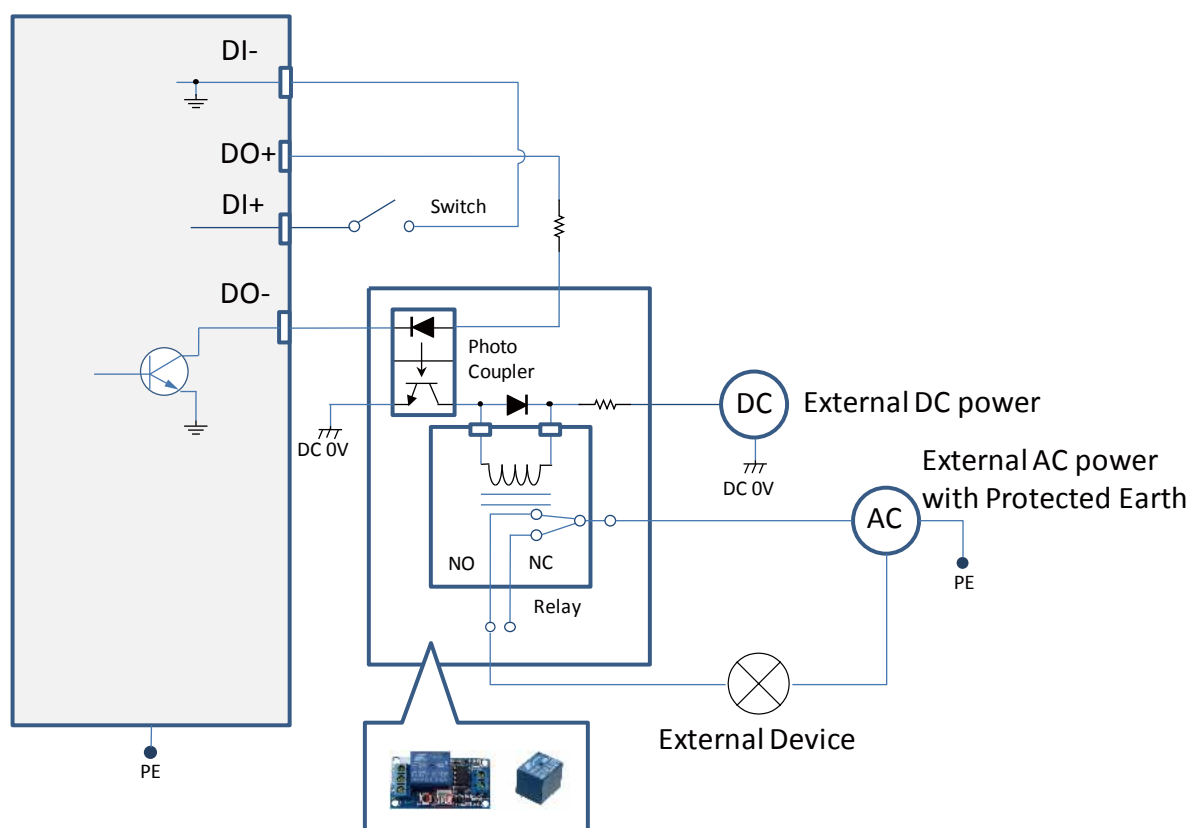 DI-
DO+
DI+
Switch
DO-
Photo
Coupler
DC 0V
DC
External DC power
DC 0V
External AC power
with Protected Earth
AC
PE
NO
NC
Relay
External Device
PE